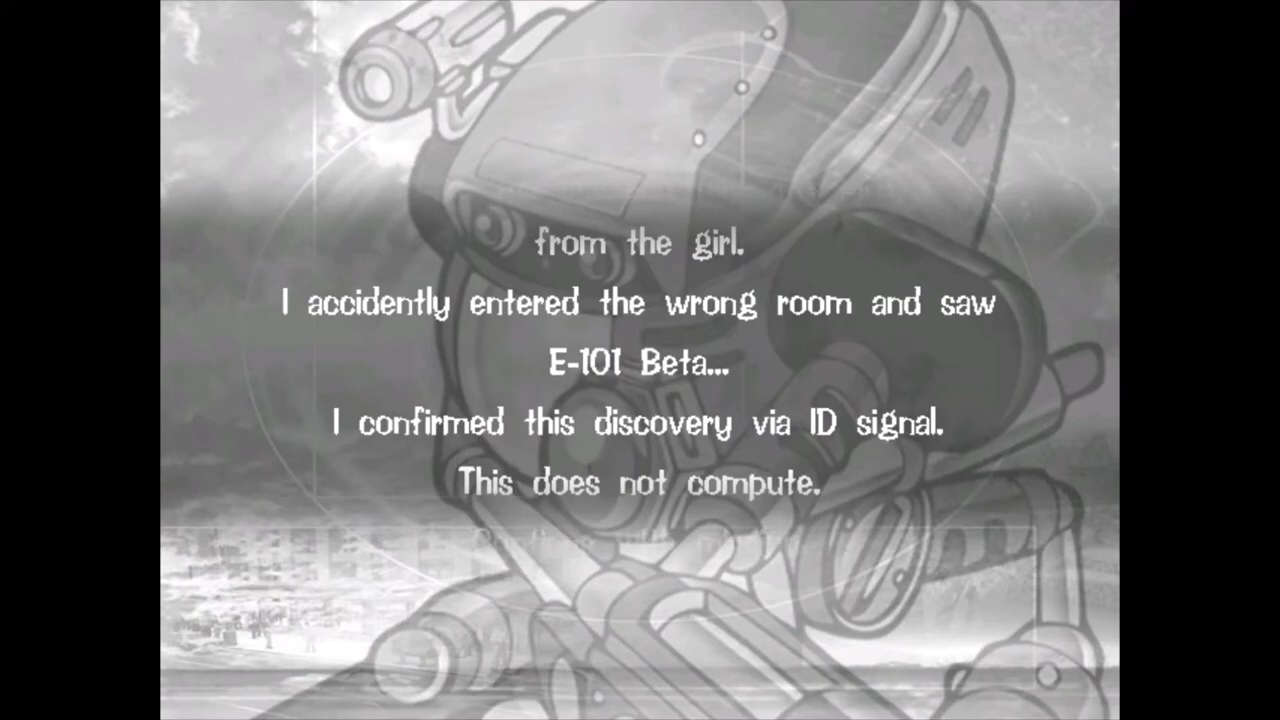 from the girl.
I accidently entered the wrong room and saw
E-101 Beta...
I confirmed this discovery via ID signal.
This does not compute.